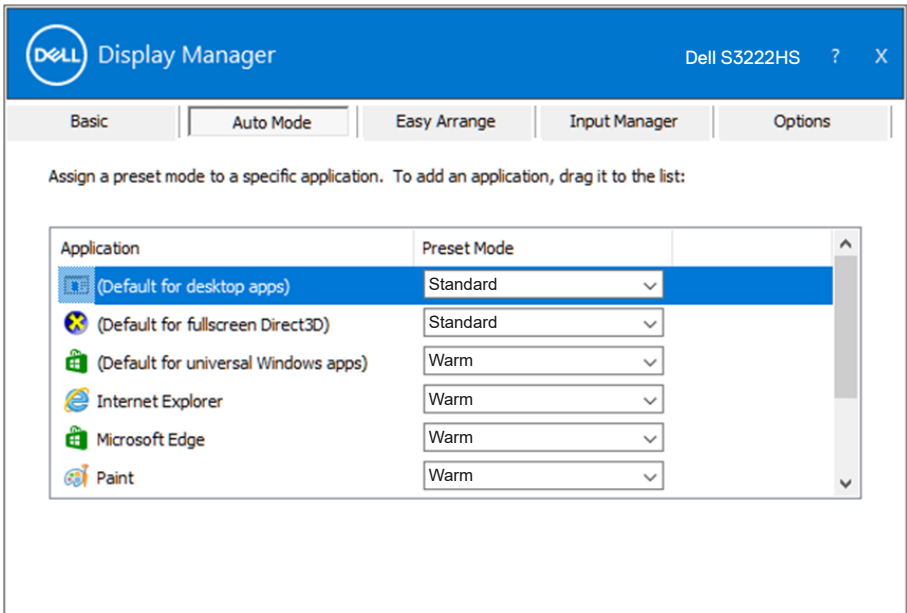 DELL Display Manager Dell S3222HS ? X
Basic Auto Mode Easy Arrange Input Manager Options
Assign a preset mode to a specific application. To add an application, drag it to the list:
Application Preset Mode
(Default for desktop apps) Standard
(Default for fullscreen Direct3D) Standard
(Default for universal Windows apps) Warm
Internet Explorer Warm
Microsoft Edge Warm
Paint Warm